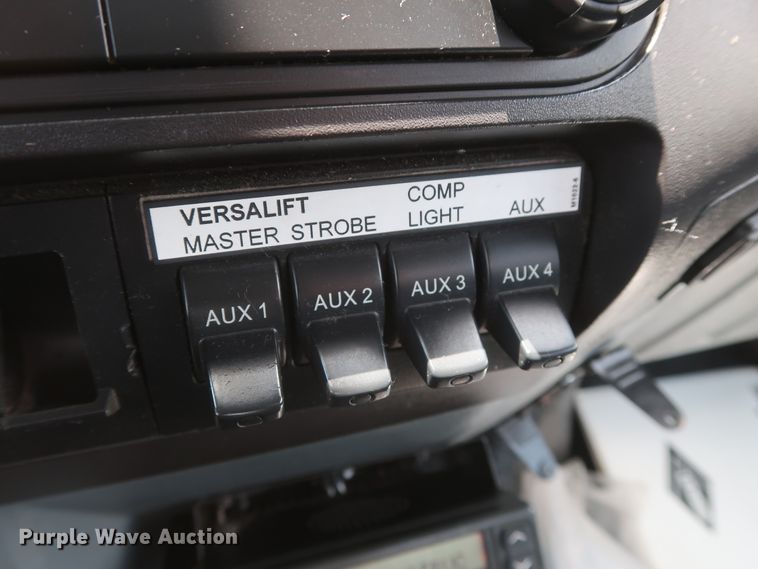 VERSALIFT
MASTER STROBE
COMP
LIGHT
AUX
AUX 1
AUX 2
AUX 3
AUX 4
Purple Wave Auction®